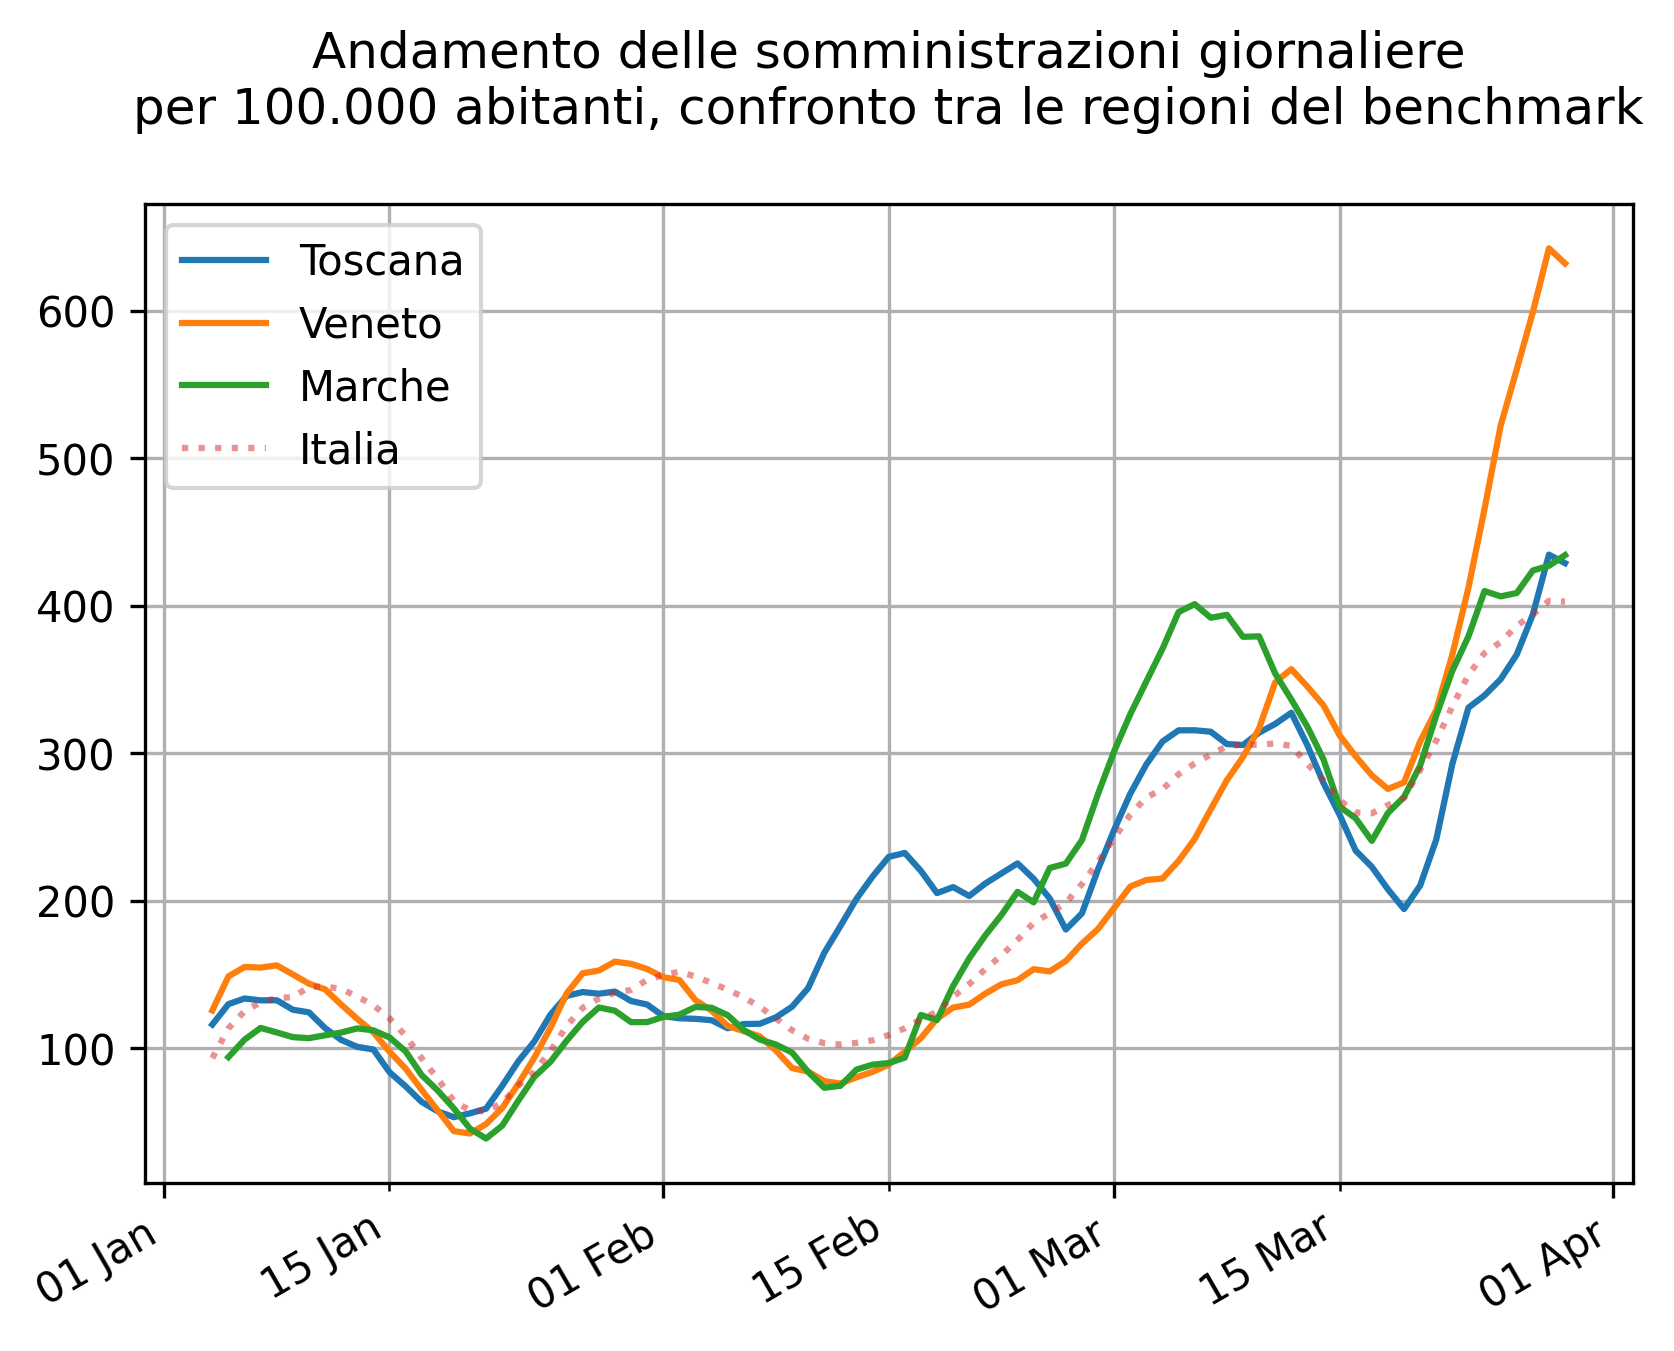 Andamento delle somministrazioni giornaliere
per 100.000 abitanti, confronto tra le regioni del benchmark
Toscana
Veneto
Marche
Italia
600
500
400
300
200
100
01 Jan
15 Jan
01 Feb
15 Feb
01 Mar
15 Mar
01 Apr